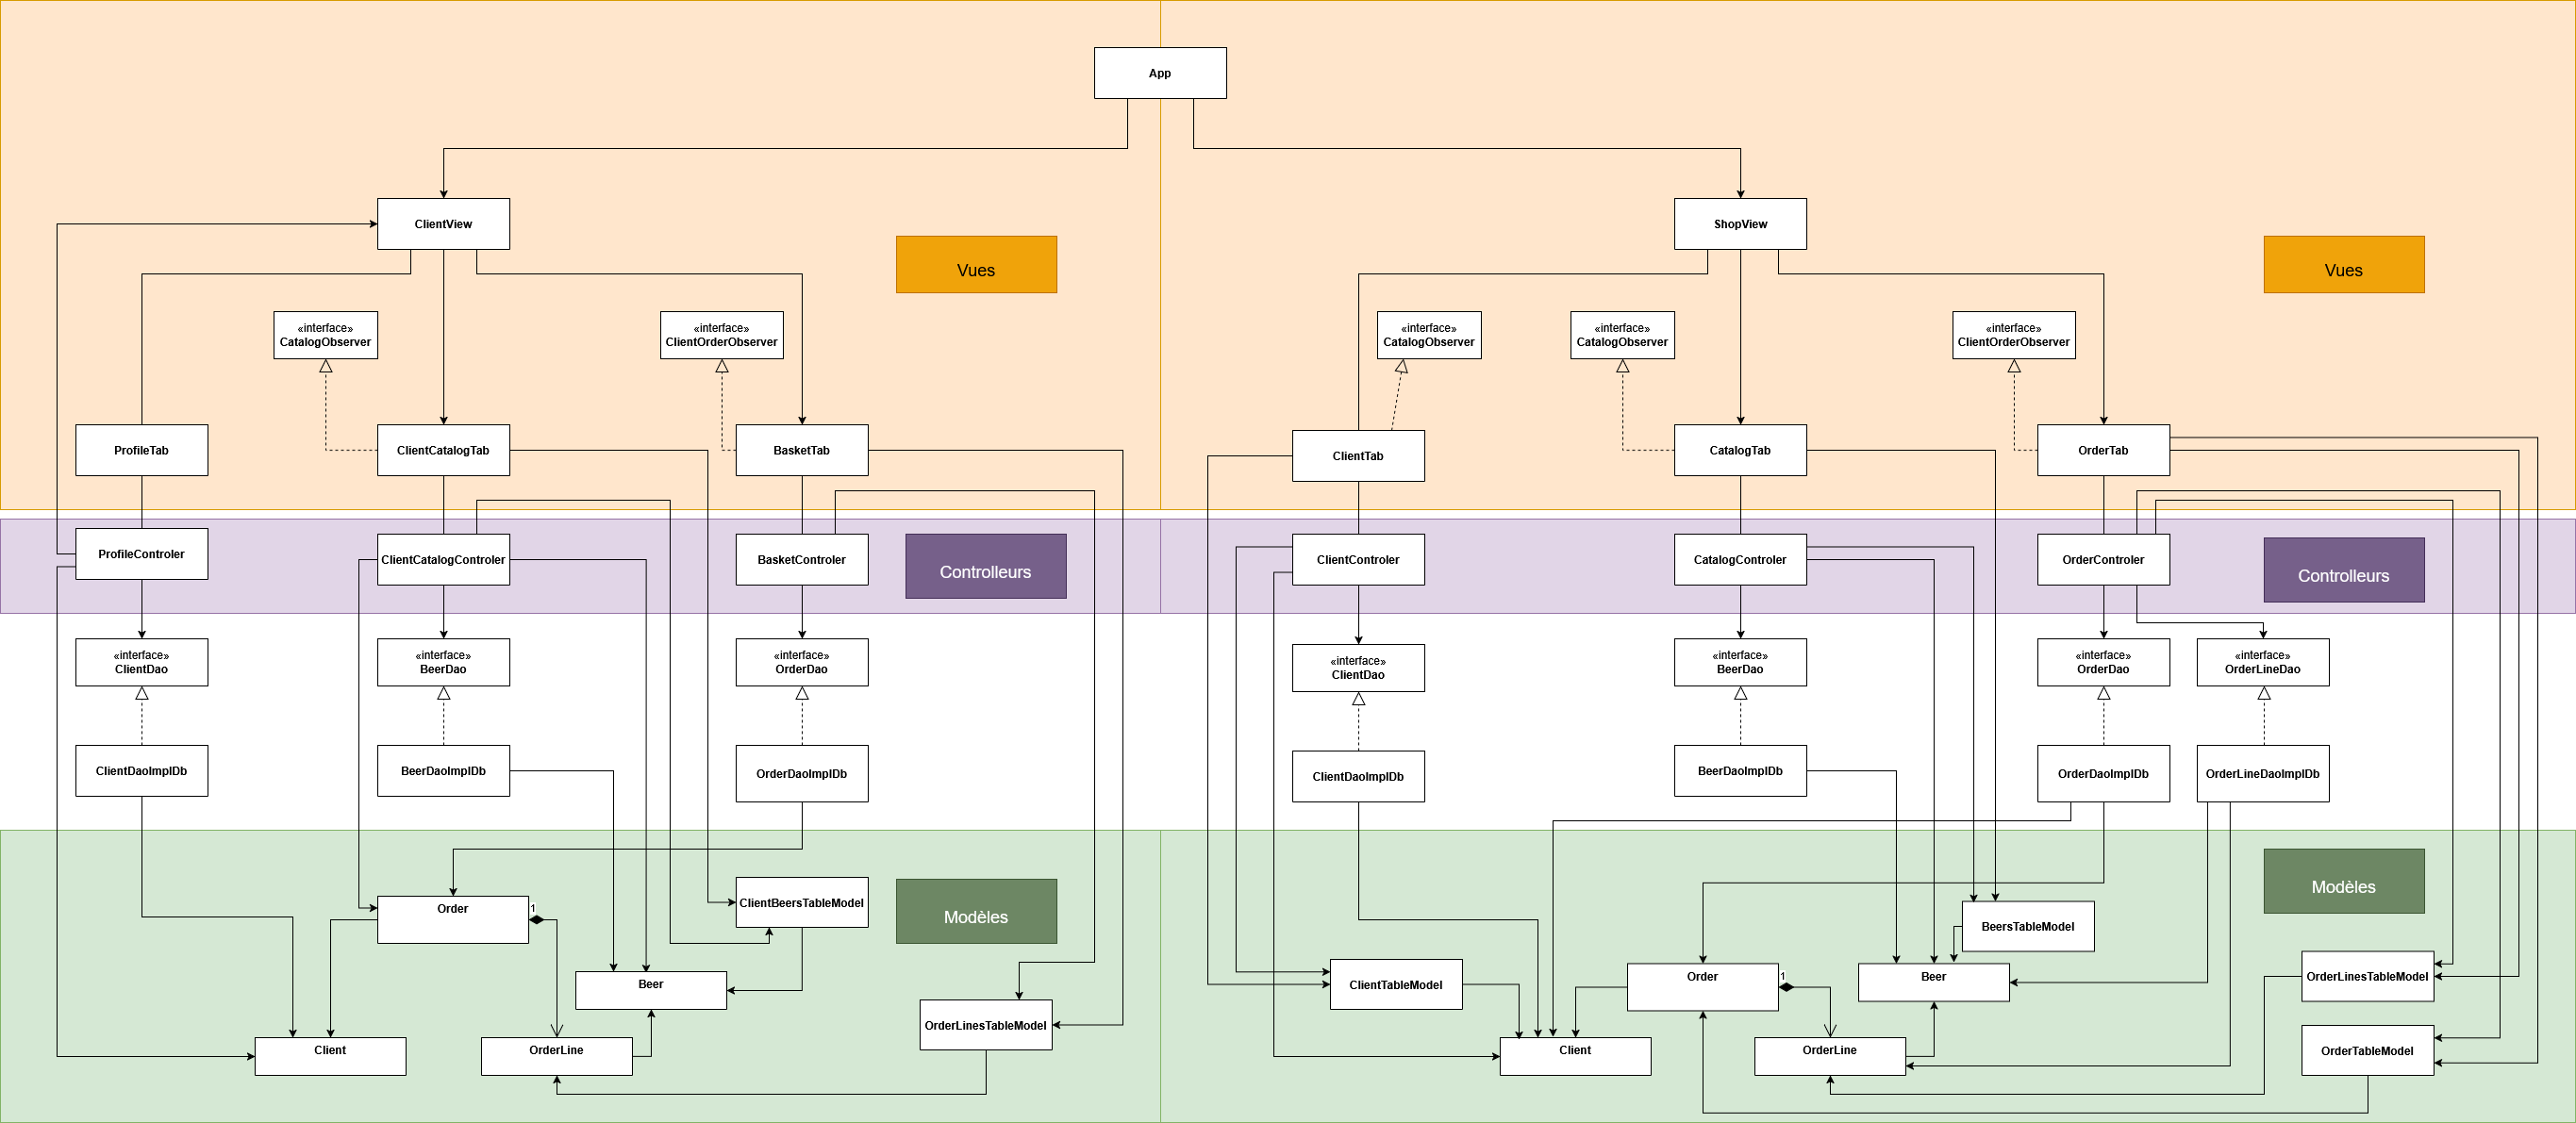 App
ClientView
ShopView
Vues
Vues
«interface»
CatalogObserver
«interface»
ClientOrderObserver
«interface»
CatalogObserver
«interface»
CatalogObserver
«interface»
ClientOrderObserver
ProfileTab
ClientCatalogTab
BasketTab
ClientTab
CatalogTab
OrderTab
ProfileControler
ClientCatalogControler
BasketControler
Controlleurs
ClientControler
CatalogControler
OrderControler
Controlleurs
«interface»
ClientDao
«interface»
BeerDao
«interface»
OrderDao
«interface»
ClientDao
«interface»
BeerDao
«interface»
OrderDao
«interface»
OrderLineDao
ClientDaoImplDb
BeerDaoImplDb
OrderDaoImplDb
ClientDaoImplDb
BeerDaoImplDb
OrderDaoImplDb
OrderLineDaoImplDb
Order
1
ClientBeersTableModel
Modèles
Modèles
Beer
OrderLinesTableModel
Client
OrderLine
BeersTableModel
ClientTableModel
Order
1
Beer
OrderLinesTableModel
Client
OrderLine
OrderTableModel